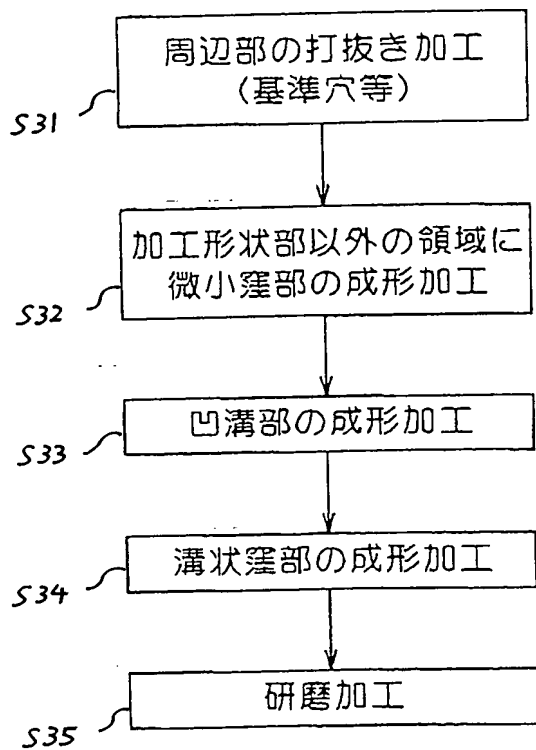 周辺部の打抜き加工
(基準穴等)
S31
加工形状部以外の領域に
微小窪部の成形加工
S32
凹溝部の成形加工
S33
溝状窪部の成形加工
S34
研磨加工
S35